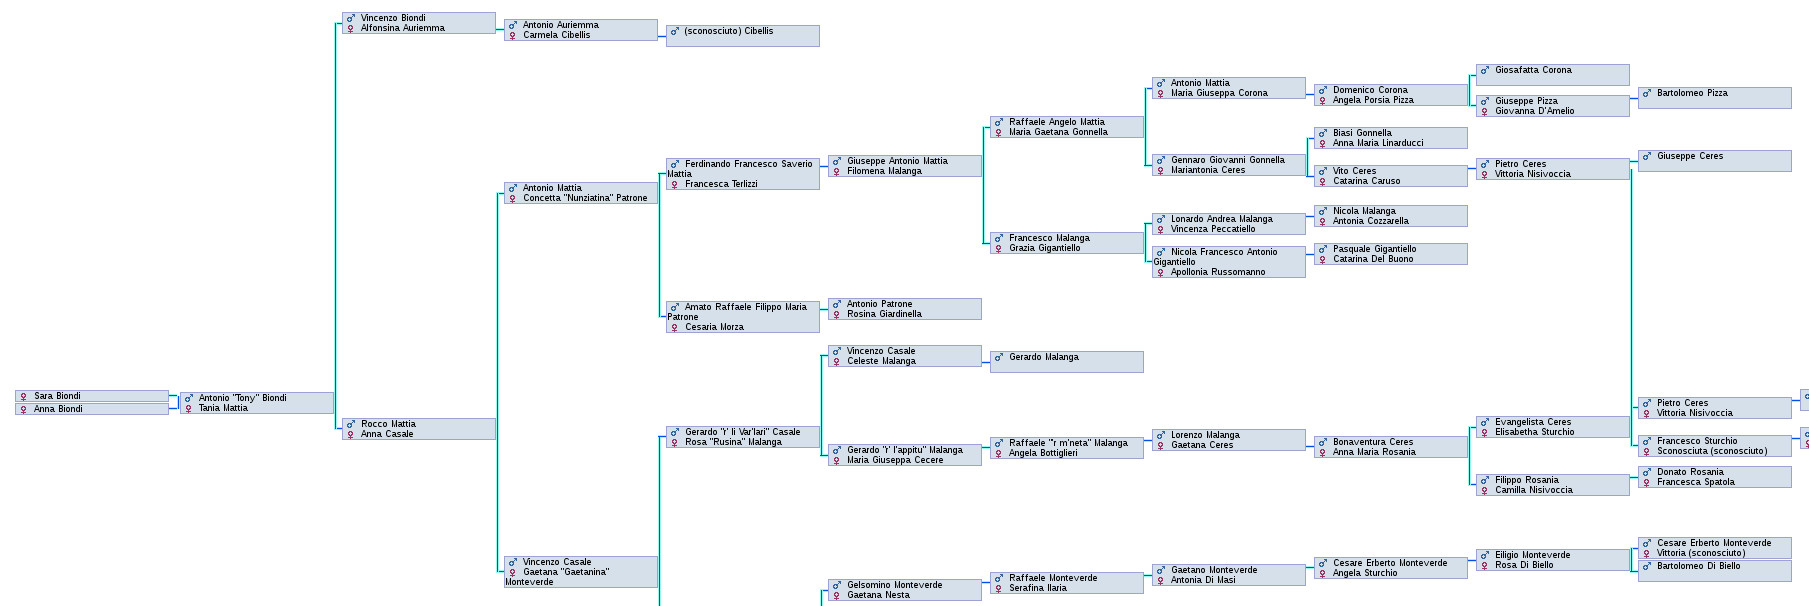 Sara Biondi
Anna Biondi
Antonio "Tony" Biondi
Tania Mattia
Vincenzo Biondi
Alfonsina Auriemma
Rocco Mattia
Anna Casale
Antonio Auriemma
Carmela Cibellis
Antonio Mattia
Concetta "Nunziatina" Patrone
Vincenzo Casale
Gaetana "Gaetanina"
Monteverde
(sconosciuto) Cibellis
Ferdinando Francesco Saverio
Mattia
Francesca Terlizzi
Amato Raffaele Filippo Maria
Patrone
Cesaria Morza
Gerardo "r' li Var'lari" Casale
Rosa "Rusina" Malanga
Giuseppe Antonio Mattia
Filomena Malanga
Antonio Patrone
Rosina Giardinella
Vincenzo Casale
Celeste Malanga
Gerardo "r' l'appitu" Malanga
Maria Giuseppa Cecere
Gelsomino Monteverde
Gaetana Nesta
Raffaele Angelo Mattia
Maria Gaetana Gonnella
Francesco Malanga
Grazia Gigantiello
Gerardo Malanga
Raffaele "'r m'neta" Malanga
Angela Bottiglieri
Raffaele Monteverde
Serafina Ilaria
Antonio Mattia
Maria Giuseppa Corona
Gennaro Giovanni Gonnella
Mariantonia Ceres
Lonardo Andrea Malanga
Vincenza Peccatiello
Nicola Francesco Antonio
Gigantiello
Apollonia Russomanno
Lorenzo Malanga
Gaetana Ceres
Gaetano Monteverde
Antonia Di Masi
Domenico Corona
Angela Porsia Pizza
Biasi Gonnella
Anna Maria Linarducci
Vito Ceres
Catarina Caruso
Nicola Malanga
Antonia Cozzarella
Pasquale Gigantiello
Catarina Del Buono
Bonaventura Ceres
Anna Maria Rosania
Cesare Erberto Monteverde
Angela Sturchio
Giosafatta Corona
Giuseppe Pizza
Giovanna D'Amelio
Pietro Ceres
Vittoria Nisivoccia
Evangelista Ceres
Elisabetha Sturchio
Filippo Rosania
Camilla Nisivoccia
Eiligio Monteverde
Rosa Di Biello
Bartolomeo Pizza
Giuseppe Ceres
Pietro Ceres
Vittoria Nisivoccia
Francesco Sturchio
Sconosciuta (sconosciuto)
Donato Rosania
Francesca Spatola
Cesare Erberto Monteverde
Vittoria (sconosciuto)
Bartolomeo Di Biello